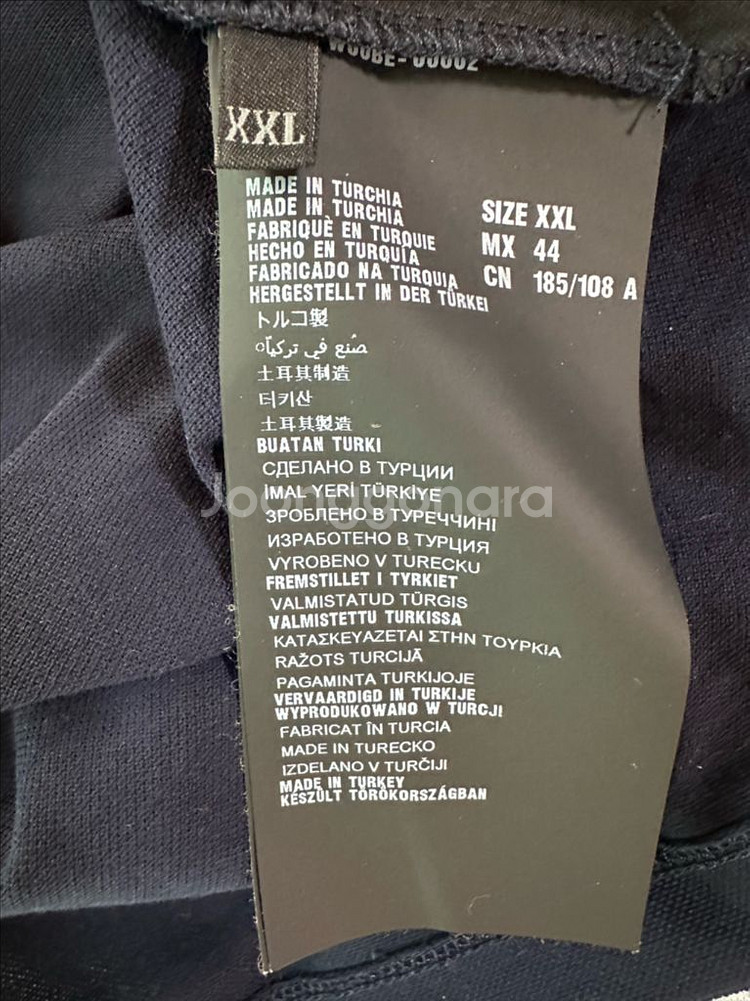 XXL
MADE IN TURCHIA
MADE IN TURCHIA
FABRIQUÈ EN TURQUIE
HECHO EN TURQUÍA
FABRICADO NA TURQUIA
HERGESTELLT IN DER TÜRKEI
SIZE XXL
MX 44
CN 185/108 A
トルコ製
صنع في تركيا
土耳其制造
터키산
土耳其製造
BUATAN TURKI
СДЕЛАНО В ТУРЦИИ
IMAL YERİ TÜRKİYE
ЗРОБЛЕНО В ТУРЕЧЧИНІ
ИЗРАБОТЕНО В ТУРЦИЯ
VYROBENO V TURECKU
FREMSTILLET I TYRKIET
VALMISTATUD TÜRGIS
VALMISTETTU TURKISSA
ΚΑΤΑΣΚΕΥΑΖΕΤΑΙ ΣΤΗΝ ΤΟΥΡΚΙΑ
RAŽOTS TURCIJĀ
PAGAMINTA TURKIJOJE
VERVAARDIGD IN TURKIJE
WYPRODUKOWANO W TURCJI
FABRICAT ÎN TURCIA
MADE IN TURECKO
IZDELANO V TURČIJI
MADE IN TURKEY
KÉSZÜLT TÖRÖKORSZÁGBAN
Joonggonara